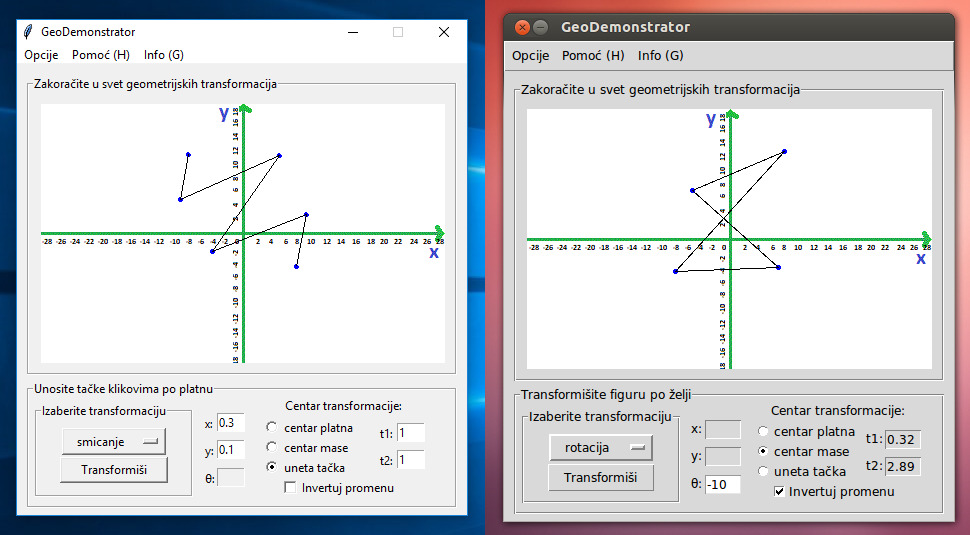 GeoDemonstrator
Opcije Pomoć (H) Info (G)
Zakoračite u svet geometrijskih transformacija
y
18
16
14
12
10
8
6
4
2
-28 -26 -24 -22 -20 -18 -16 -14 -12 -10 -8 -6 -4 -2 0 2 4 6 8 10 12 14 16 18 20 22 24 26 28
x
-2
-4
-6
-8
-10
-12
-14
-16
-18
Unosite tačke klikovima po platnu
Izaberite transformaciju
smicanje
Transformiši
x: 0.3
y: 0.1
θ:
Centar transformacije:
centar platna
centar mase
uneta tačka
t1: 1
t2: 1
Invertuj promenu
GeoDemonstrator
Opcije Pomoć (H) Info (G)
Zakoračite u svet geometrijskih transformacija
y
18
16
14
12
10
8
6
4
2
-28 -26 -24 -22 -20 -18 -16 -14 -12 -10 -8 -6 -4 -2 0 2 4 6 8 10 12 14 16 18 20 22 24 26 28
x
-2
-4
-6
-8
-10
-12
-14
-16
18
Transformišite figuru po želji
Izaberite transformaciju
rotacija
Transformiši
x:
y:
θ: -10
Centar transformacije:
centar platna
centar mase
uneta tačka
t1: 0.32
t2: 2.89
Invertuj promenu